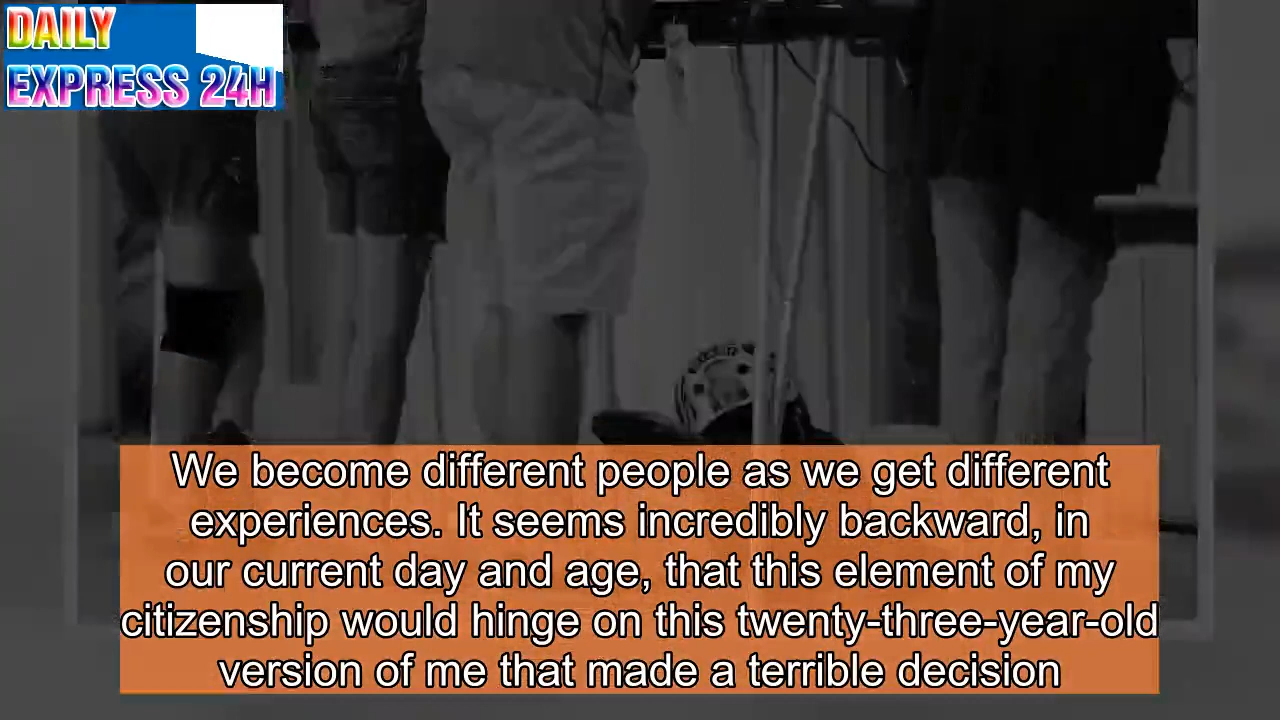 DAILY
EXPRESS 24H
We become different people as we get different
experiences. It seems incredibly backward, in
our current day and age, that this element of my
citizenship would hinge on this twenty-three-year-old
version of me that made a terrible decision